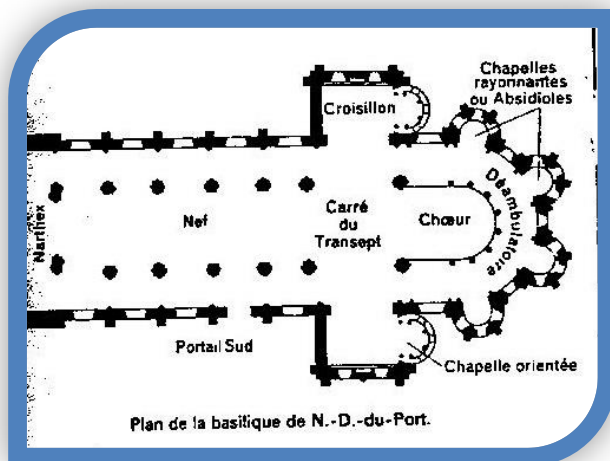 Chapelles
rayonnantes
ou Absidioles
Croisillon
Narthex
Nef
Carré
du
Transept
Chœur
Déambulatoire
Portail Sud
Chapelle orientée
Plan de la basilique de N.-D.-du-Port.